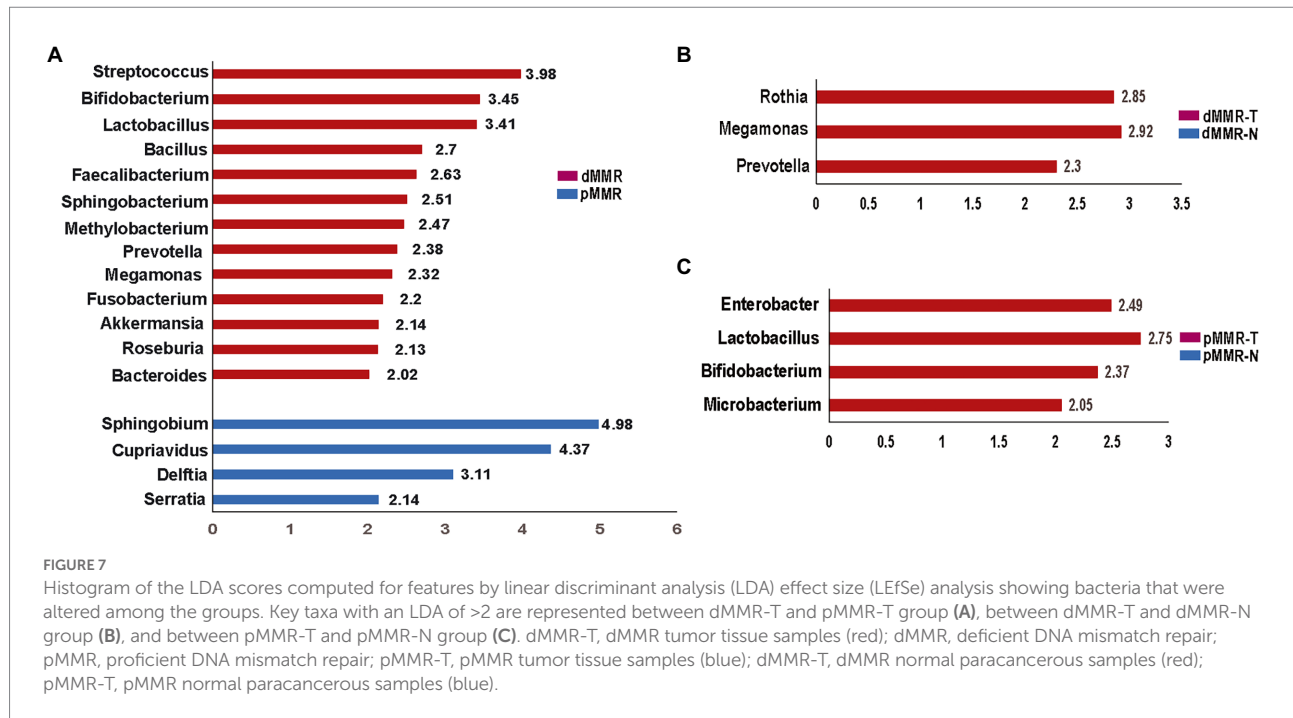 A
Streptococcus 3.98
Bifidobacterium 3.45
Lactobacillus 3.41
Bacillus 2.7
Faecalibacterium 2.63
Sphingobacterium 2.51
Methylobacterium 2.47
Prevotella 2.38
Megamonas 2.32
Fusobacterium 2.2
Akkermansia 2.14
Roseburia 2.13
Bacteroides 2.02
Sphingobium 4.98
Cupriavidus 4.37
Delftia 3.11
Serratia 2.14
0 1 2 3 4 5 6
dMMR
pMMR
B
Rothia 2.85
Megamonas 2.92
Prevotella 2.3
0 0.5 1 1.5 2 2.5 3 3.5
dMMR-T
dMMR-N
C
Enterobacter 2.49
Lactobacillus 2.75
Bifidobacterium 2.37
Microbacterium 2.05
0 0.5 1 1.5 2 2.5 3
pMMR-T
pMMR-N
FIGURE 7
Histogram of the LDA scores computed for features by linear discriminant analysis (LDA) effect size (LEfSe) analysis showing bacteria that were
altered among the groups. Key taxa with an LDA of >2 are represented between dMMR-T and pMMR-T group (A), between dMMR-T and dMMR-N
group (B), and between pMMR-T and pMMR-N group (C). dMMR-T, dMMR tumor tissue samples (red); dMMR, deficient DNA mismatch repair;
pMMR, proficient DNA mismatch repair; pMMR-T, pMMR tumor tissue samples (blue); dMMR-T, dMMR normal paracancerous samples (red);
pMMR-T, pMMR normal paracancerous samples (blue).